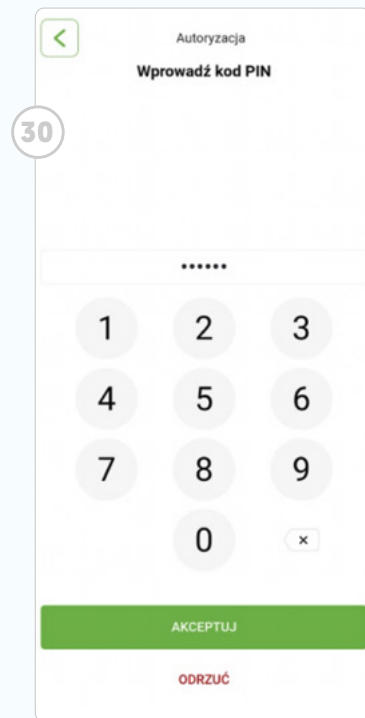 Autoryzacja
Wprowadź kod PIN
30
••••••
1 2 3
4 5 6
7 8 9
0 ×
AKCEPTUJ
ODRZUĆ